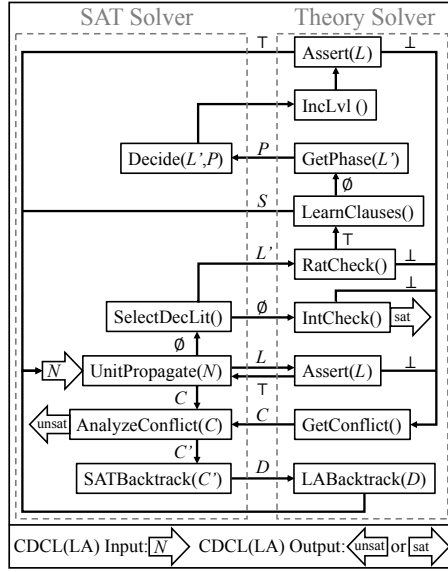 SAT Solver Theory Solver
⊤ Assert(L) ⊥
IncLvl ()
Decide(L',P) P GetPhase(L')
∅
S LearnClauses()
⊤
L' RatCheck() ⊥
⊥
SelectDecLit() ∅ IntCheck() sat
∅
N UnitPropagate(N) L Assert(L) ⊥
⊤
C
unsat AnalyzeConflict(C) C GetConflict()
C'
SATBacktrack(C') D LABacktrack(D)
CDCL(LA) Input: N CDCL(LA) Output: unsat or sat